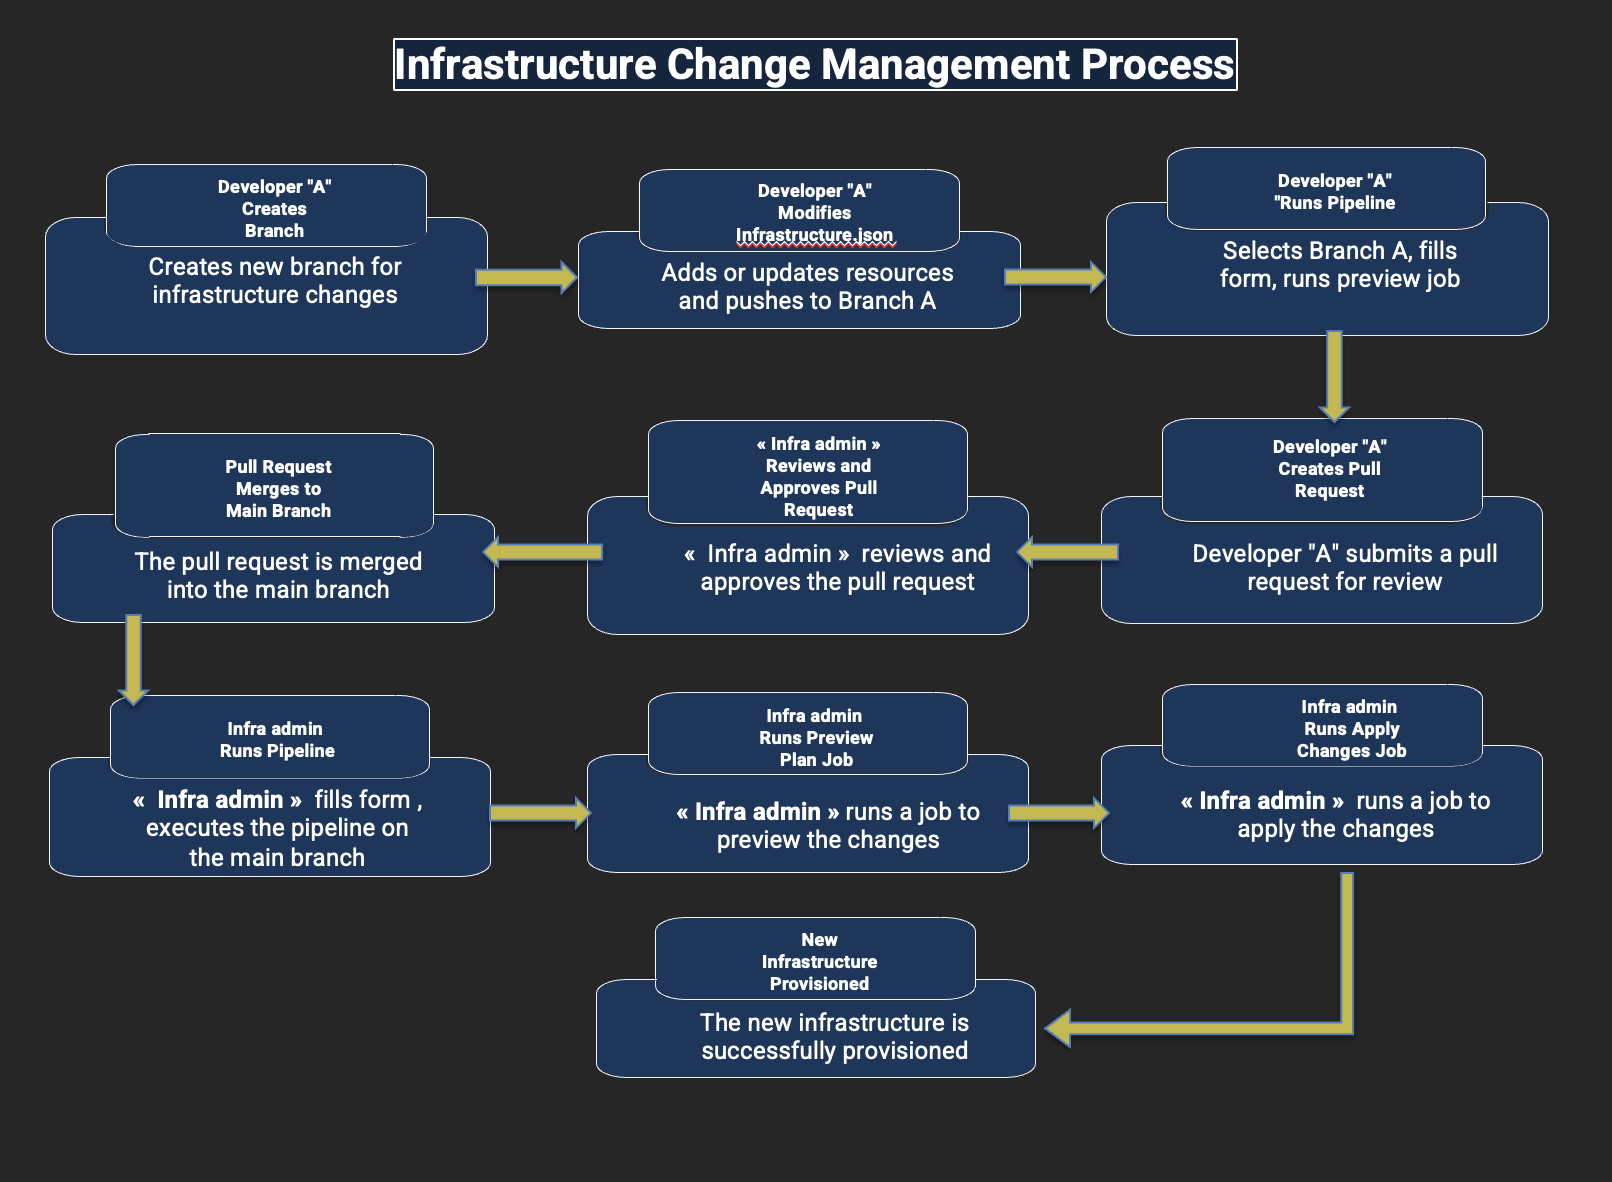 Infrastructure Change Management Process
Developer "A"
Creates
Branch
Creates new branch for
infrastructure changes
Developer "A"
Modifies
Infrastructure.json
Adds or updates resources
and pushes to Branch A
Developer "A"
"Runs Pipeline
Selects Branch A, fills
form, runs preview job
Developer "A"
Creates Pull
Request
Developer "A" submits a pull
request for review
« Infra admin »
Reviews and
Approves Pull
Request
« Infra admin » reviews and
approves the pull request
Pull Request
Merges to
Main Branch
The pull request is merged
into the main branch
Infra admin
Runs Pipeline
« Infra admin » fills form ,
executes the pipeline on
the main branch
Infra admin
Runs Preview
Plan Job
« Infra admin » runs a job to
preview the changes
Infra admin
Runs Apply
Changes Job
« Infra admin » runs a job to
apply the changes
New
Infrastructure
Provisioned
The new infrastructure is
successfully provisioned